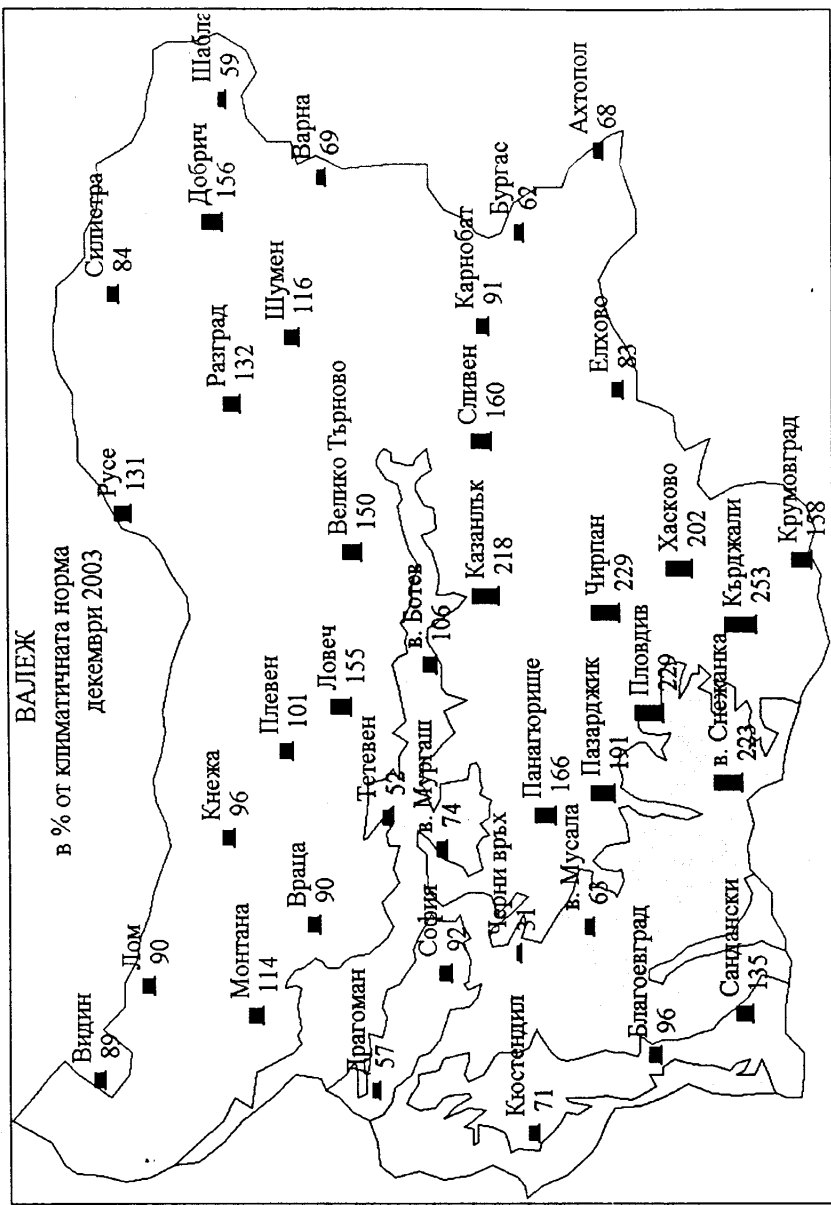 ВАЛЕЖ
в % от климатичната норма
декември 2003
Видин
89
Лом
90
Русе
131
Силистра
84
Шабла
59
Добрич
156
Разград
132
Кнежа
96
Монтана
114
Плевен
101
Шумен
116
Варна
69
Враца
90
Ловеч
155
Велико Търново
150
Тетевен
52
Драгоман
57
в. Мургаш
74
в. Ботев
106
София
92
Казанлък
218
Сливен
160
Карнобат
91
Бургас
62
Черни връх
31
Кюстендил
71
Панагюрище
166
в. Мусала
63
Пазарджик
191
Чирпан
229
Елхово
83
Ахтопол
68
Пловдив
229
Благоевград
96
Хасково
202
Сандански
135
в. Снежанка
223
Кърджали
253
Крумовград
158